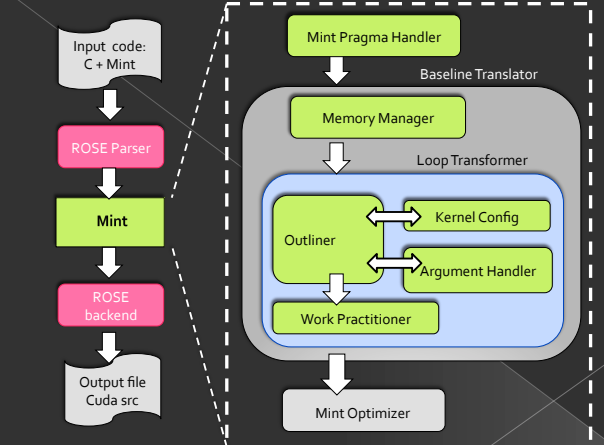 Input code:
C + Mint
ROSE Parser
Mint
ROSE
backend
Output file
Cuda src
Mint Pragma Handler
Baseline Translator
Memory Manager
Loop Transformer
Outliner
Kernel Config
Argument Handler
Work Practitioner
Mint Optimizer